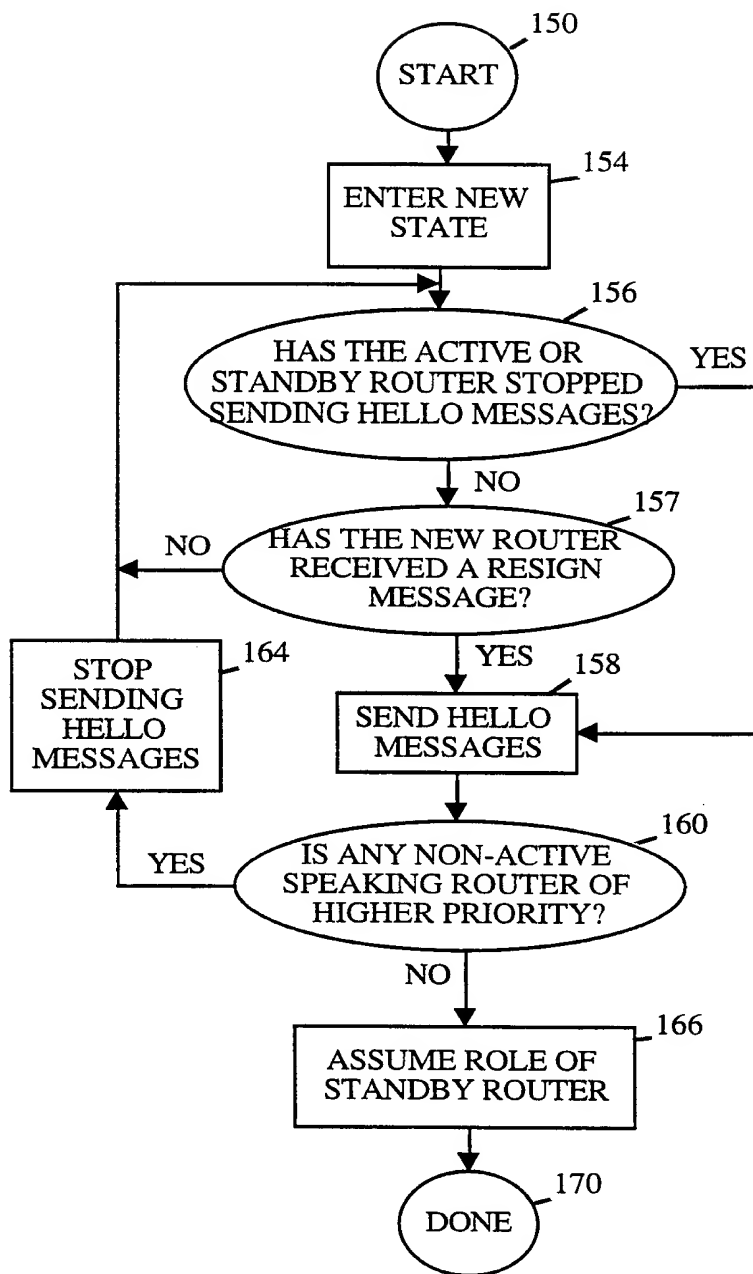 150
START
154
ENTER NEW
STATE
156
HAS THE ACTIVE OR
STANDBY ROUTER STOPPED
SENDING HELLO MESSAGES?
YES
NO
157
HAS THE NEW ROUTER
RECEIVED A RESIGN
MESSAGE?
NO
YES
164
STOP
SENDING
HELLO
MESSAGES
158
SEND HELLO
MESSAGES
160
IS ANY NON-ACTIVE
SPEAKING ROUTER OF
HIGHER PRIORITY?
YES
NO
166
ASSUME ROLE OF
STANDBY ROUTER
170
DONE